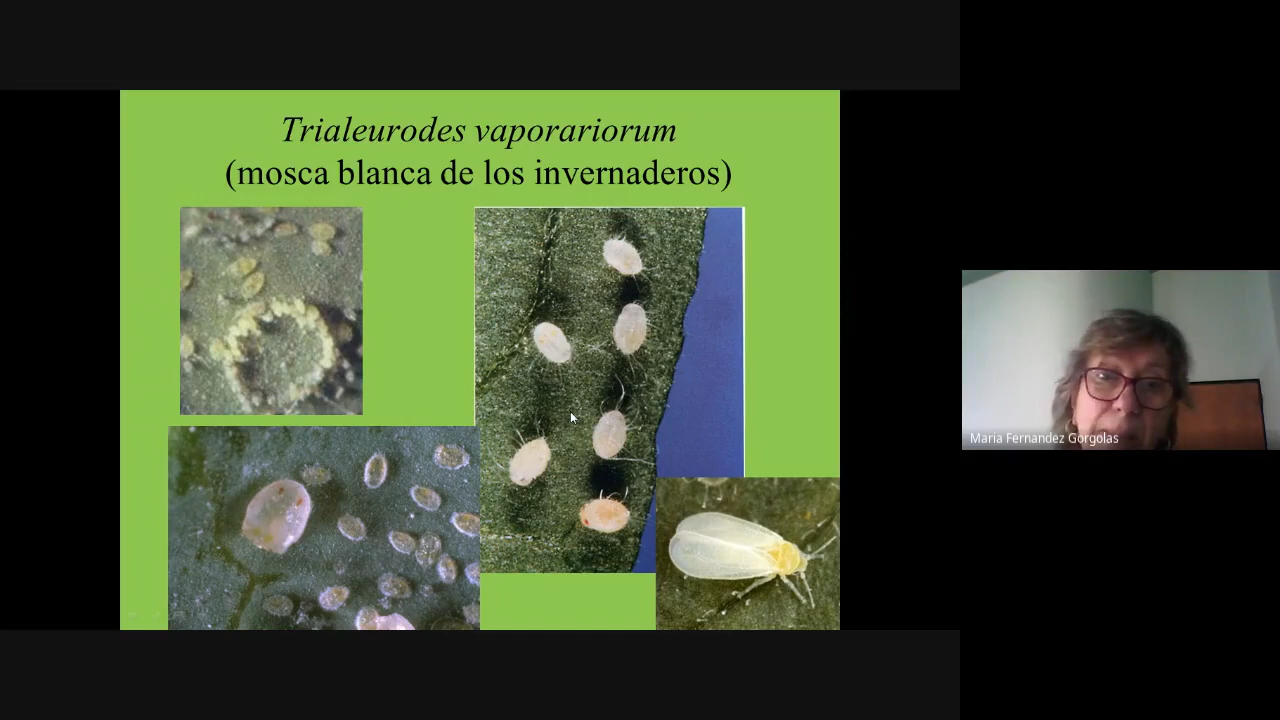 Trialeurodes vaporariorum
(mosca blanca de los invernaderos)
Maria Fernandez Gorgolas